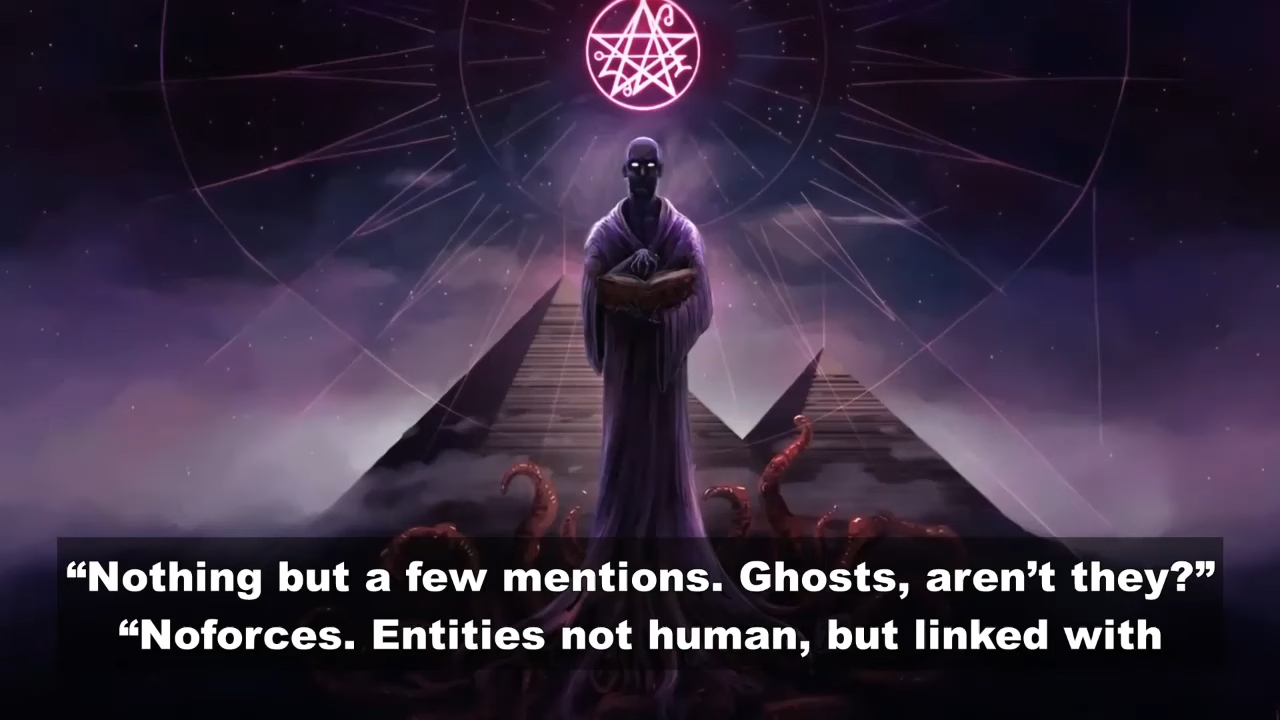 “Nothing but a few mentions. Ghosts, aren’t they?”
“Noforces. Entities not human, but linked with